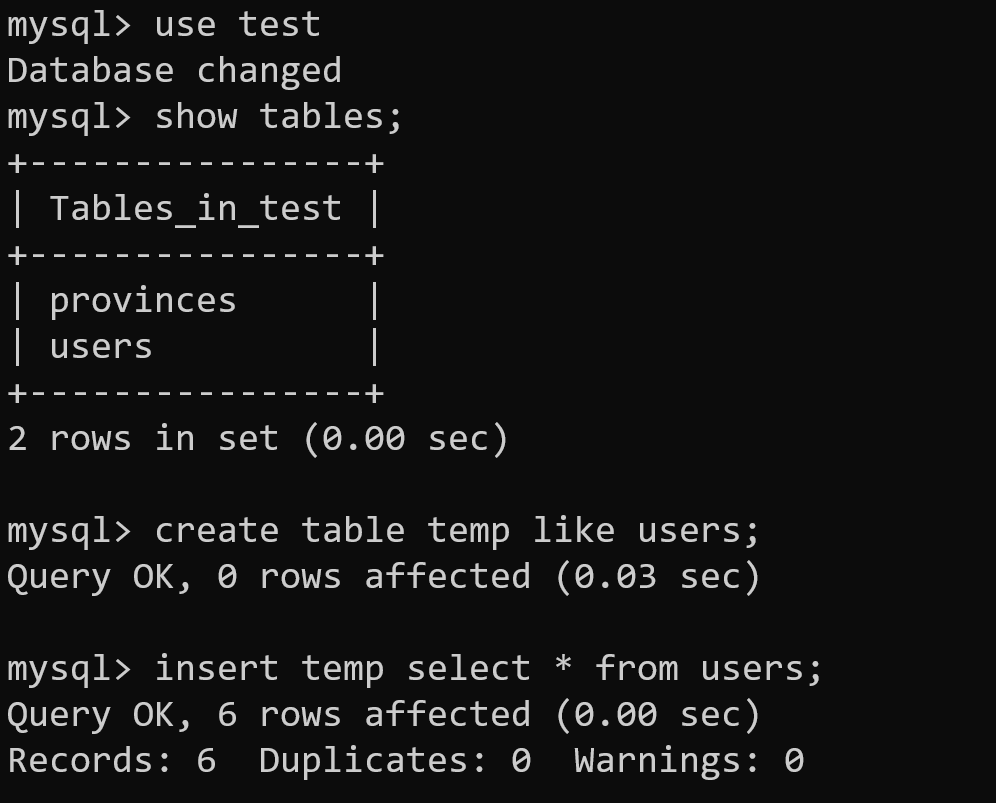 mysql> use test
Database changed
mysql> show tables;
+----------------+
| Tables_in_test |
+----------------+
| provinces      |
| users          |
+----------------+
2 rows in set (0.00 sec)

mysql> create table temp like users;
Query OK, 0 rows affected (0.03 sec)

mysql> insert temp select * from users;
Query OK, 6 rows affected (0.00 sec)
Records: 6  Duplicates: 0  Warnings: 0